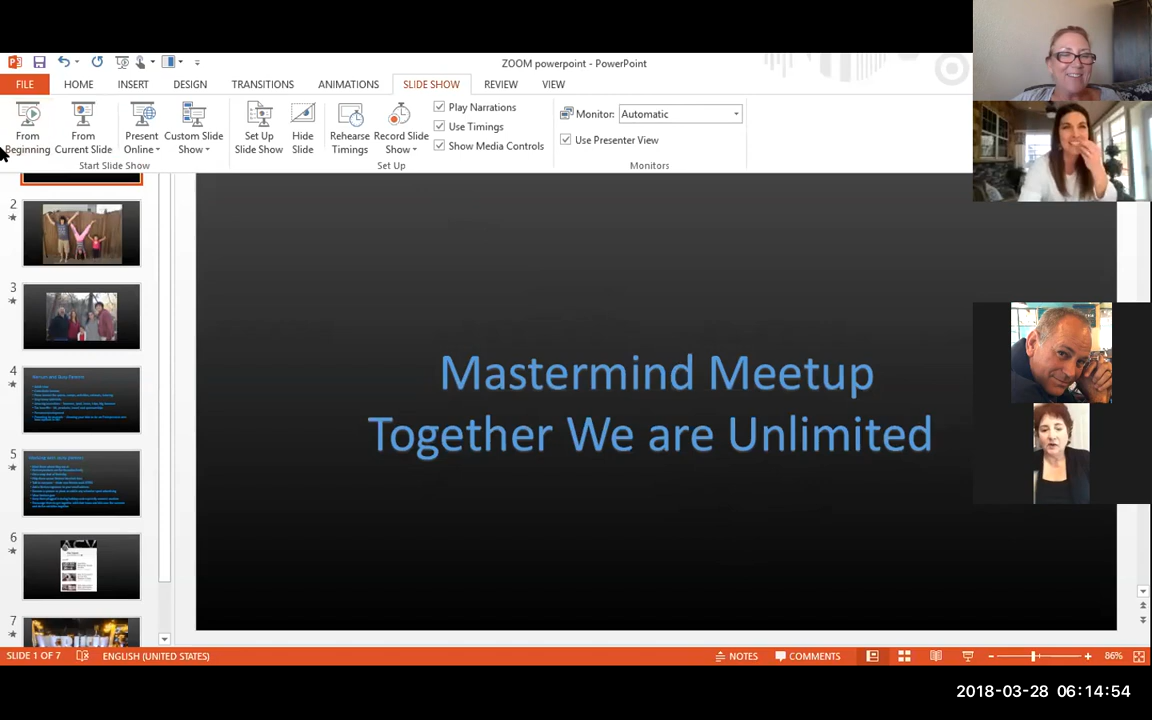 ZOOM powerpoint - PowerPoint
FILE
HOME
INSERT
DESIGN
TRANSITIONS
ANIMATIONS
SLIDE SHOW
REVIEW
VIEW
From Beginning
From Current Slide
Present Online
Custom Slide Show
Set Up Slide Show
Hide Slide
Rehearse Timings
Record Slide Show
Play Narrations
Use Timings
Show Media Controls
Monitor: Automatic
Use Presenter View
Start Slide Show
Set Up
Monitors
2
3
4
5
6
7
Mastermind Meetup
Together We are Unlimited
SLIDE 1 OF 7
ENGLISH (UNITED STATES)
NOTES
COMMENTS
86%
2018-03-28 06:14:54